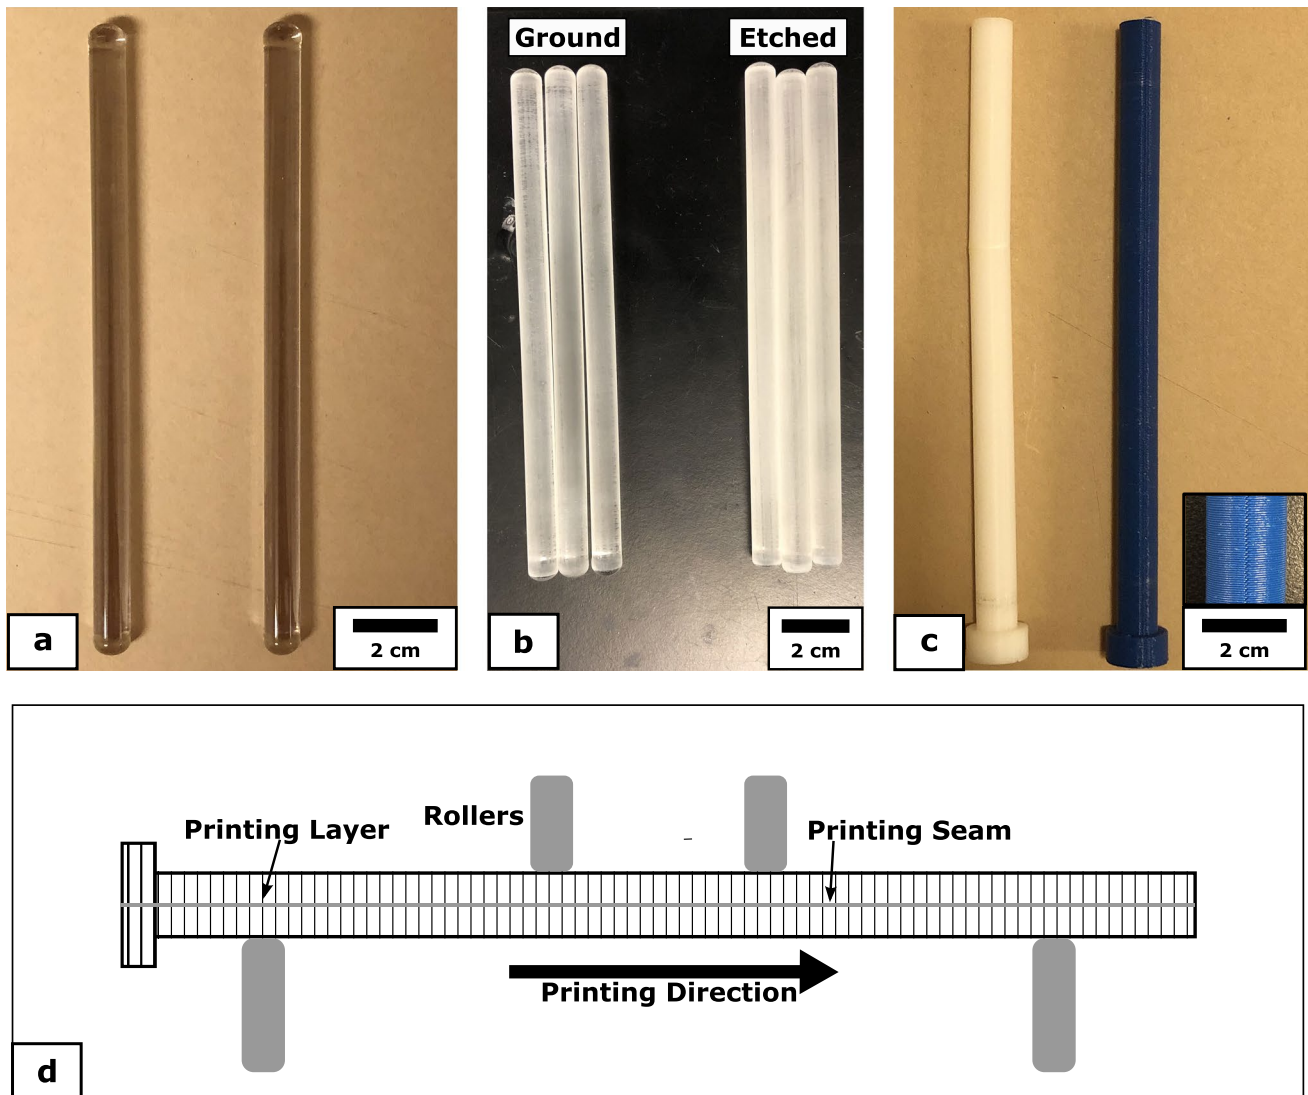 Ground
Etched
a
2 cm
b
2 cm
c
2 cm
Printing Layer
Rollers
Printing Seam
Printing Direction
d